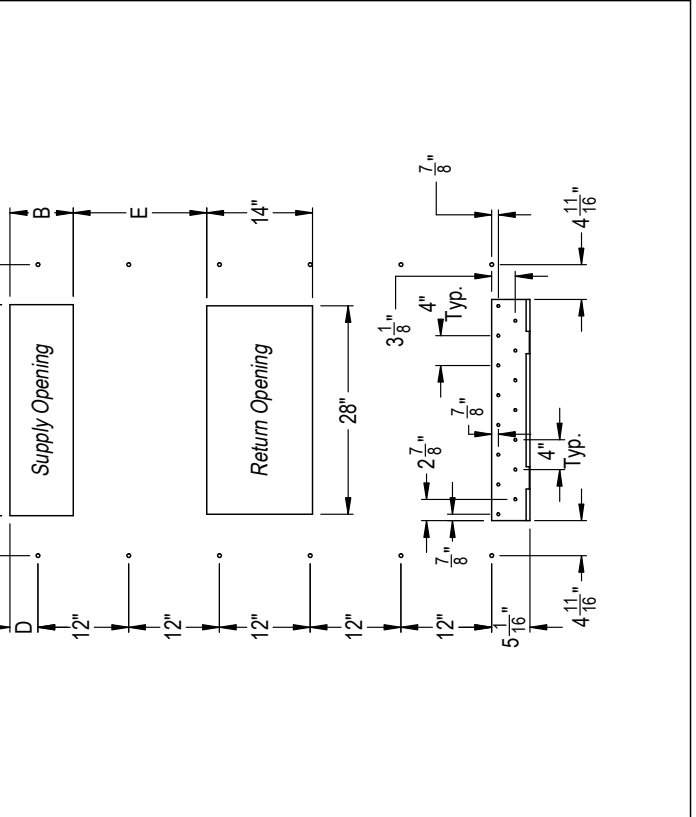 B
E
14"
7/8"
4 11/16"
Supply Opening
Return Opening
28"
3 1/8"
4"
Typ.
7/8"
2 7/8"
7/8"
4"
Typ.
D
12"
12"
12"
12"
12"
5 1/16"
4 11/16"